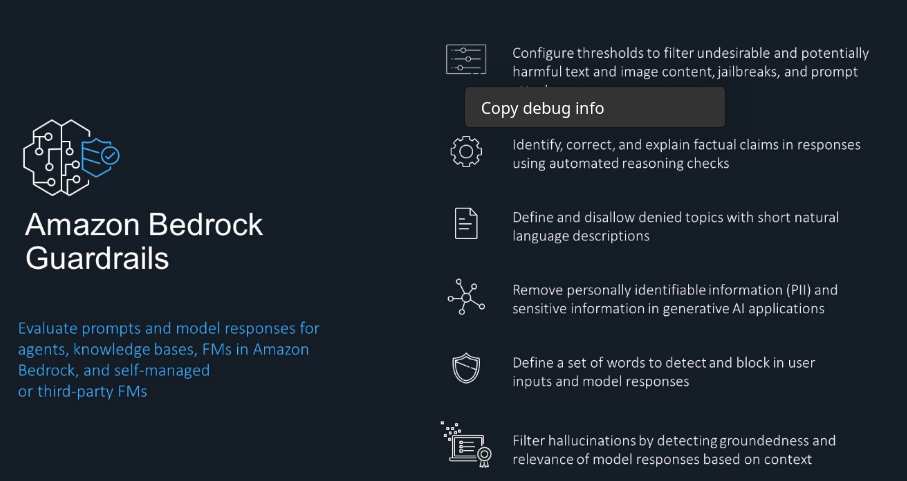 Amazon Bedrock
Guardrails
Evaluate prompts and model responses for
agents, knowledge bases, FMs in Amazon
Bedrock, and self-managed
or third-party FMs
Configure thresholds to filter undesirable and potentially
harmful text and image content, jailbreaks, and prompt
Copy debug info
Identify, correct, and explain factual claims in responses
using automated reasoning checks
Define and disallow denied topics with short natural
language descriptions
Remove personally identifiable information (PII) and
sensitive information in generative AI applications
Define a set of words to detect and block in user
inputs and model responses
Filter hallucinations by detecting groundedness and
relevance of model responses based on context